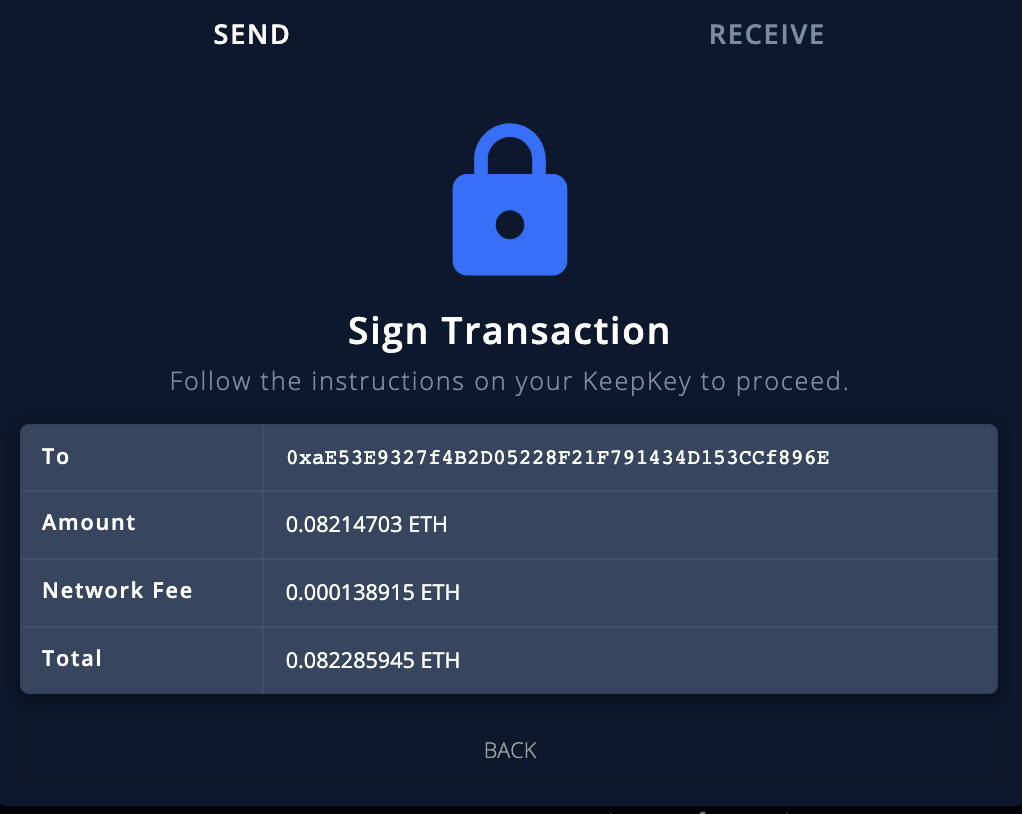 SEND
RECEIVE
Sign Transaction
Follow the instructions on your KeepKey to proceed.
To 0xaE53E9327f4B2D05228F21F791434D153CCf896E
Amount 0.08214703 ETH
Network Fee 0.000138915 ETH
Total 0.082285945 ETH
BACK